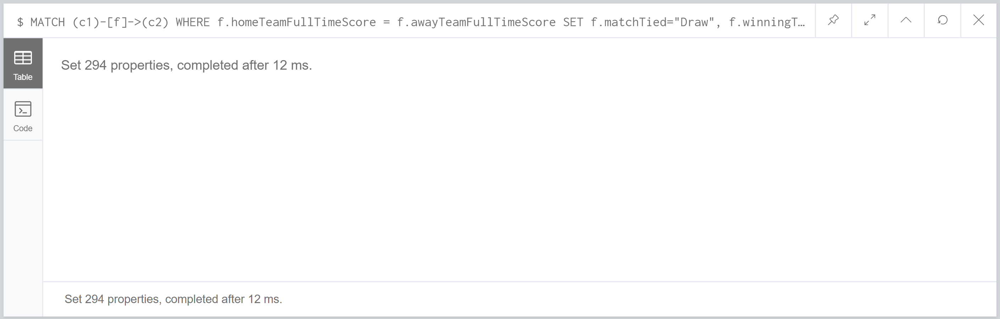 $ MATCH (c1)-[f]->(c2) WHERE f.homeTeamFullTimeScore = f.awayTeamFullTimeScore SET f.matchTied="Draw", f.winningT…
Set 294 properties, completed after 12 ms.
Table
Code
Set 294 properties, completed after 12 ms.